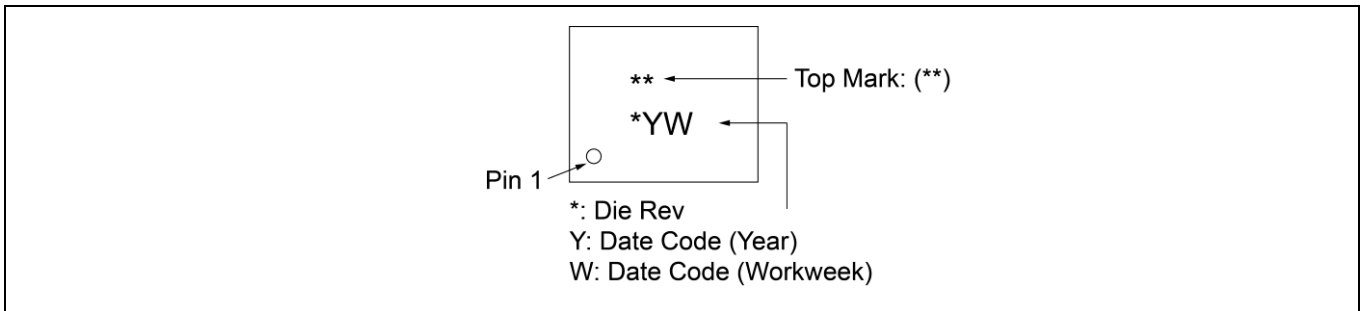 **
Top Mark: (**)
*YW
Pin 1
*: Die Rev
Y: Date Code (Year)
W: Date Code (Workweek)